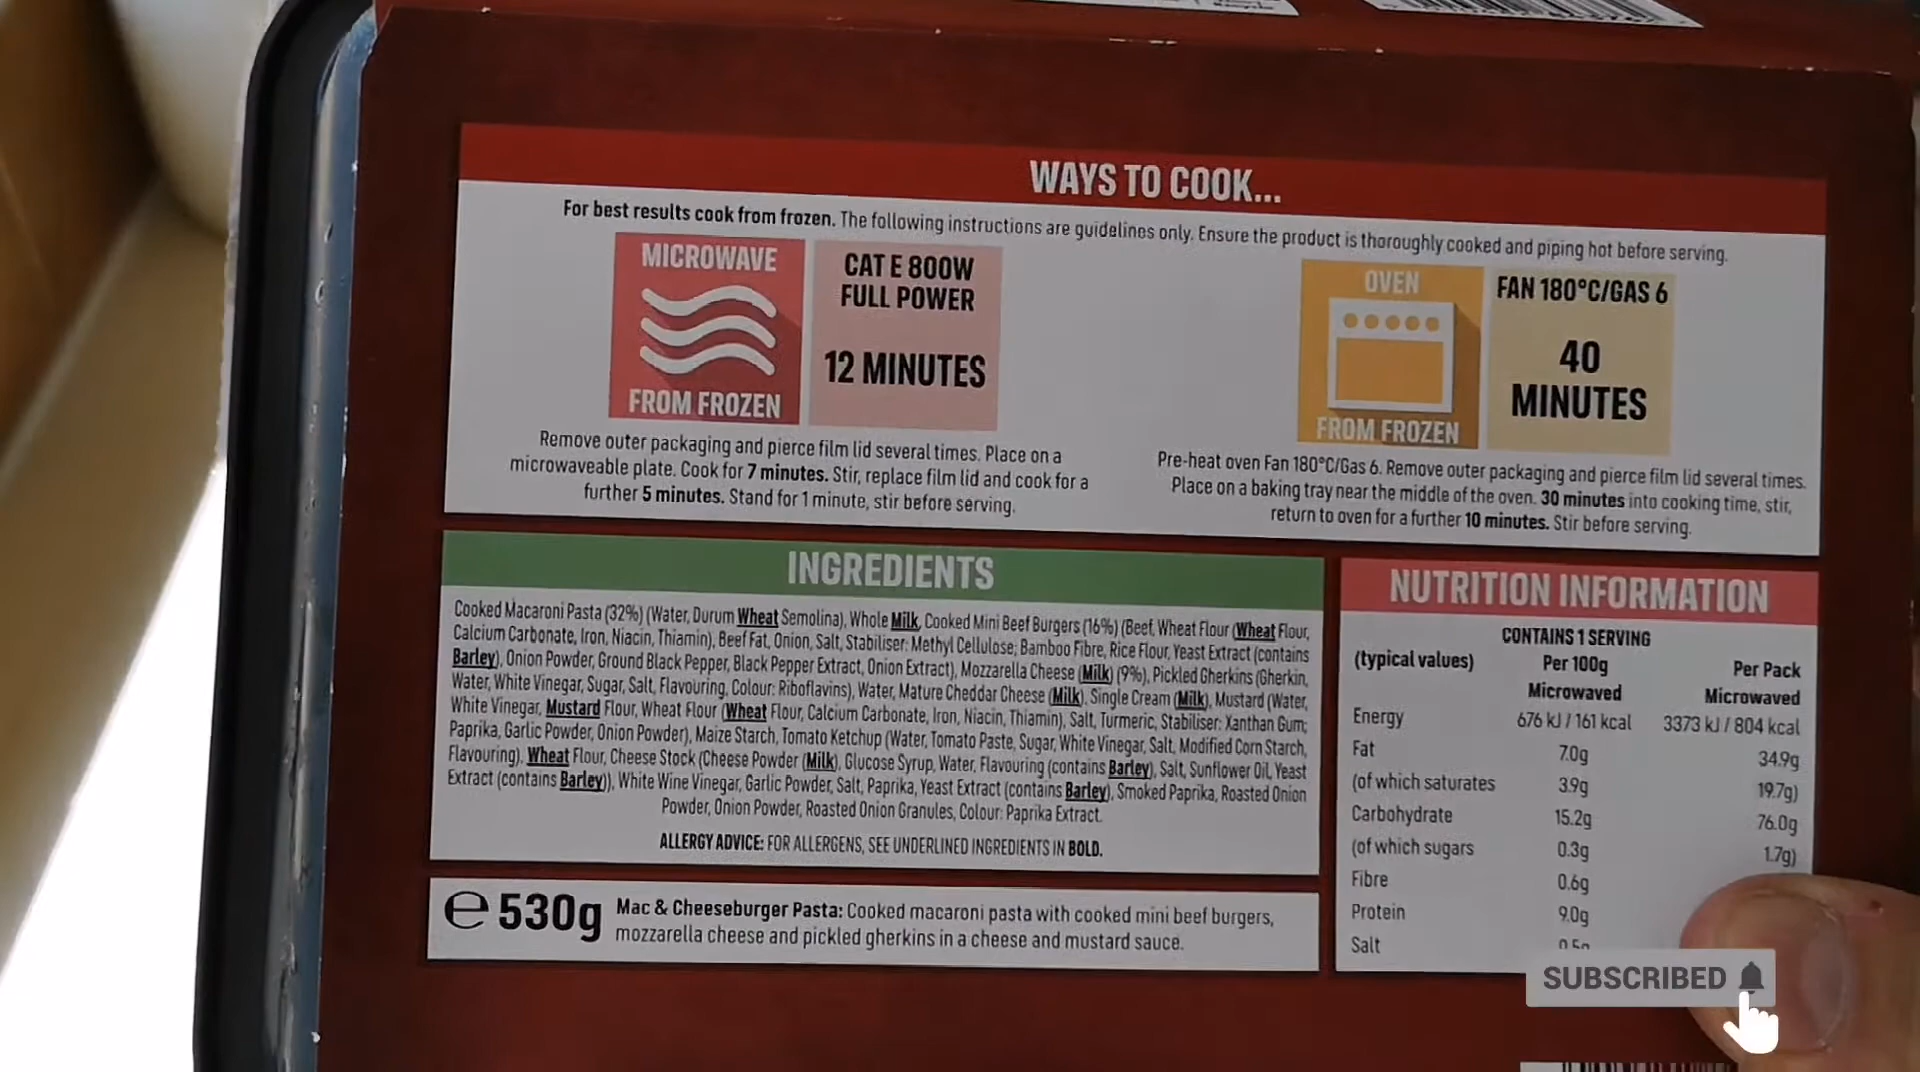 WAYS TO COOK...
For best results cook from frozen. The following instructions are guidelines only. Ensure the product is thoroughly cooked and piping hot before serving.
MICROWAVE
FROM FROZEN
CAT E 800W
FULL POWER
12 MINUTES
Remove outer packaging and pierce film lid several times. Place on a
microwaveable plate. Cook for 7 minutes. Stir, replace film lid and cook for a
further 5 minutes. Stand for 1 minute, stir before serving.
OVEN
FROM FROZEN
FAN 180°C/GAS 6
40
MINUTES
Pre-heat oven Fan 180°C/Gas 6. Remove outer packaging and pierce film lid several times.
Place on a baking tray near the middle of the oven. 30 minutes into cooking time, stir,
return to oven for a further 10 minutes. Stir before serving.
INGREDIENTS
Cooked Macaroni Pasta (32%) (Water, Durum Wheat Semolina), Whole Milk, Cooked Mini Beef Burgers (16%) (Beef, Wheat Flour (Wheat Flour,
Calcium Carbonate, Iron, Niacin, Thiamin), Beef Fat, Onion, Salt, Stabiliser: Methyl Cellulose; Bamboo Fibre, Rice Flour, Yeast Extract (contains
Barley), Onion Powder, Ground Black Pepper, Black Pepper Extract, Onion Extract), Mozzarella Cheese (Milk) (9%), Pickled Gherkins (Gherkin,
Water, White Vinegar, Sugar, Salt, Flavouring, Colour: Riboflavins), Water, Mature Cheddar Cheese (Milk), Single Cream (Milk), Mustard (Water,
White Vinegar, Mustard Flour, Wheat Flour (Wheat Flour, Calcium Carbonate, Iron, Niacin, Thiamin), Salt, Turmeric, Stabiliser: Xanthan Gum;
Paprika, Garlic Powder, Onion Powder), Maize Starch, Tomato Ketchup (Water, Tomato Paste, Sugar, White Vinegar, Salt, Modified Corn Starch,
Flavouring), Wheat Flour, Cheese Stock (Cheese Powder (Milk), Glucose Syrup, Water, Flavouring (contains Barley), Salt, Sunflower Oil, Yeast
Extract (contains Barley)), White Wine Vinegar, Garlic Powder, Salt, Paprika, Yeast Extract (contains Barley), Smoked Paprika, Roasted Onion
Powder, Onion Powder, Roasted Onion Granules, Colour: Paprika Extract.
ALLERGY ADVICE: FOR ALLERGENS, SEE UNDERLINED INGREDIENTS IN BOLD.
℮ 530g
Mac & Cheeseburger Pasta: Cooked macaroni pasta with cooked mini beef burgers,
mozzarella cheese and pickled gherkins in a cheese and mustard sauce.
NUTRITION INFORMATION
CONTAINS 1 SERVING
(typical values) Per 100g Per Pack
Microwaved Microwaved
Energy 676 kJ / 161 kcal 3373 kJ / 804 kcal
Fat 7.0g 34.9g
(of which saturates 3.9g 19.7g)
Carbohydrate 15.2g 76.0g
(of which sugars 0.3g 1.7g)
Fibre 0.6g
Protein 9.0g
Salt
SUBSCRIBED